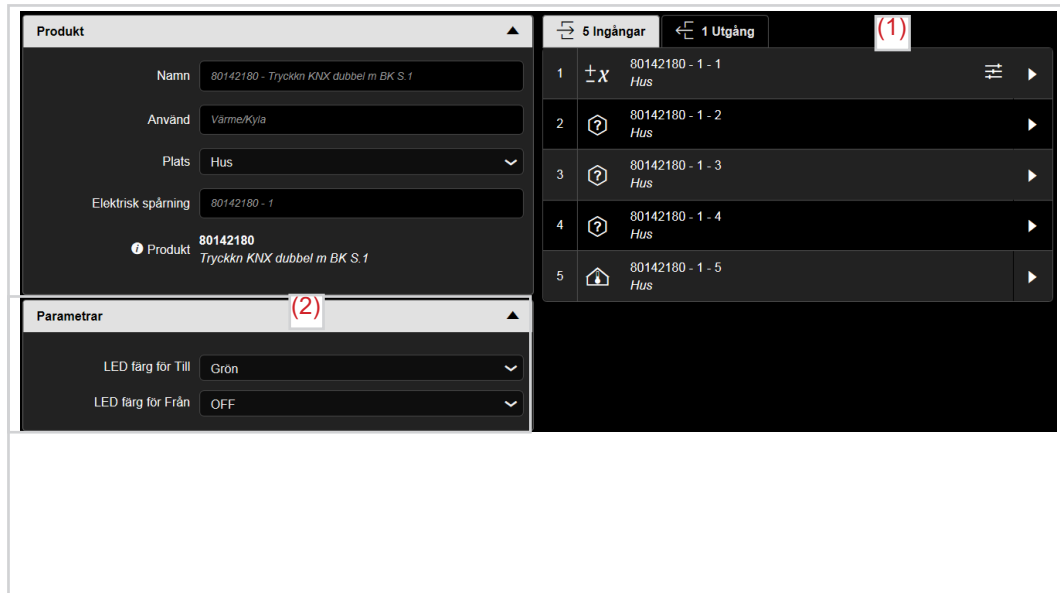 Produkt
Namn 80142180 - Tryckkn KNX dubbel m BK S.1
Använd Värme/Kyla
Plats Hus
Elektrisk spårning 80142180 - 1
Produkt 80142180
Tryckkn KNX dubbel m BK S.1
Parametrar
(2)
LED färg för Till Grön
LED färg för Från OFF
5 Ingångar 1 Utgång
(1)
1 ±x 80142180 - 1 - 1
Hus
2 80142180 - 1 - 2
Hus
3 80142180 - 1 - 3
Hus
4 80142180 - 1 - 4
Hus
5 80142180 - 1 - 5
Hus